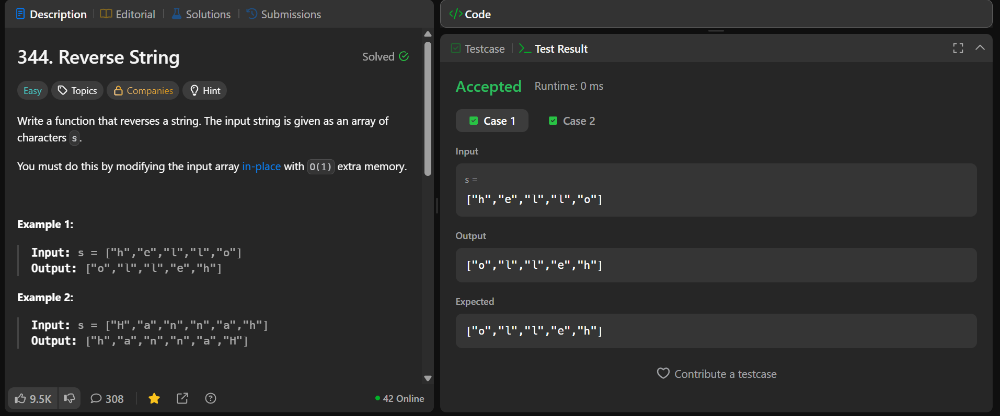 Description
Editorial
Solutions
Submissions
344. Reverse String
Solved
Easy
Topics
Companies
Hint
Write a function that reverses a string. The input string is given as an array of
characters s.
You must do this by modifying the input array in-place with O(1) extra memory.
Example 1:
Input: s = ["h","e","l","l","o"]
Output: ["o","l","l","e","h"]
Example 2:
Input: s = ["H","a","n","n","a","h"]
Output: ["h","a","n","n","a","H"]
9.5K
308
42 Online
</> Code
Testcase
>_ Test Result
Accepted
Runtime: 0 ms
Case 1
Case 2
Input
s =
["h","e","l","l","o"]
Output
["o","l","l","e","h"]
Expected
["o","l","l","e","h"]
Contribute a testcase